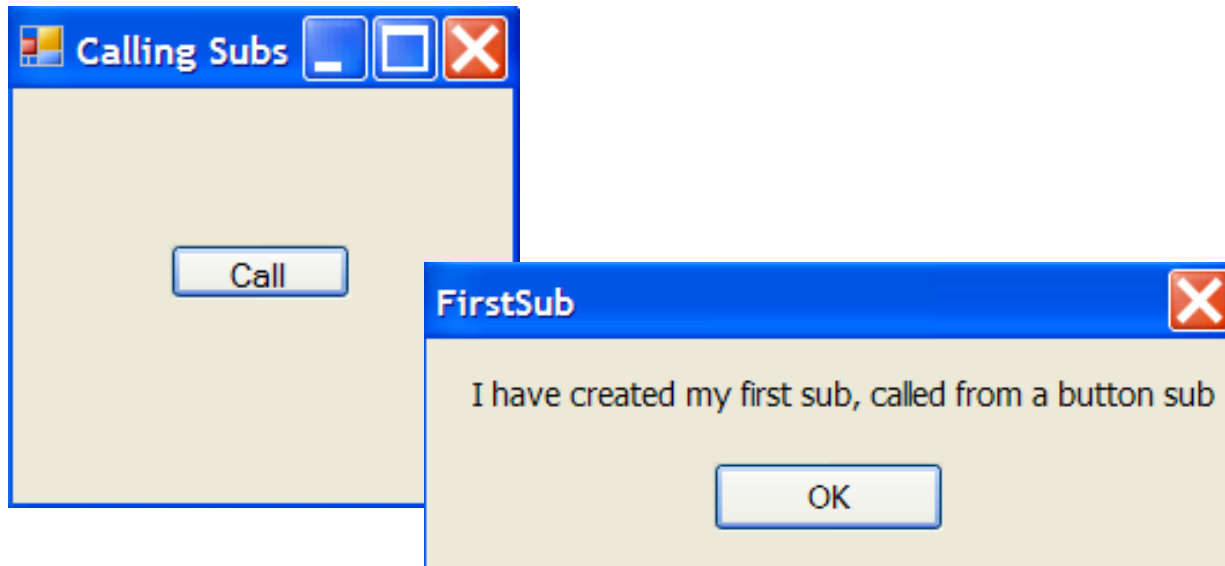 Calling Subs
Call
FirstSub
I have created my first sub, called from a button sub
OK